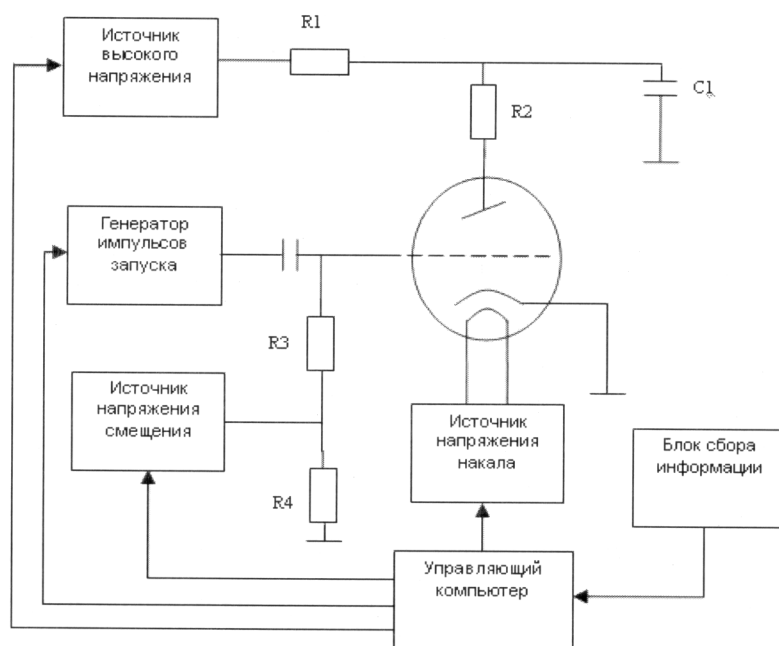 Источник
высокого
напряжения
R1
R2
C1
Генератор
импульсов
запуска
R3
Источник
напряжения
смещения
R4
Источник
напряжения
накала
Блок сбора
информации
Управляющий
компьютер